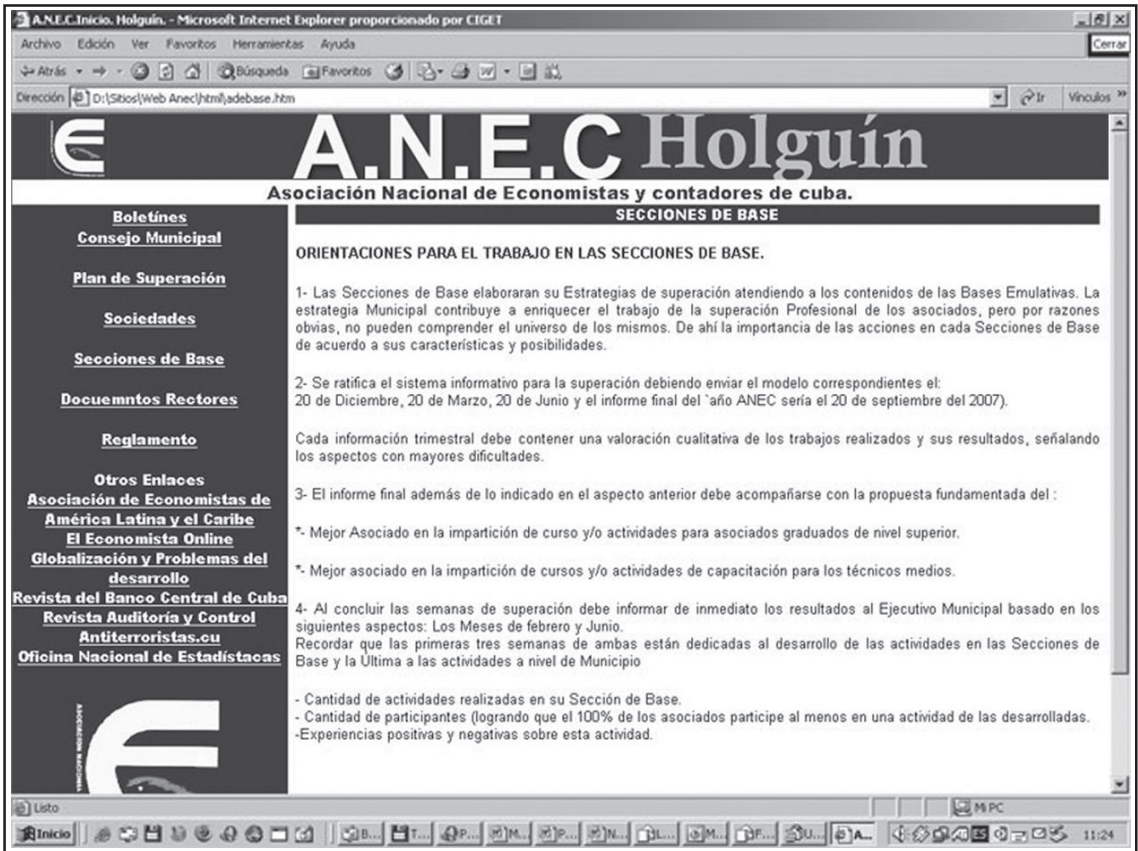 A.N.E.C.Inicio. Holguín. - Microsoft Internet Explorer proporcionado por CIGET
Archivo Edición Ver Favoritos Herramientas Ayuda
Cerrar
Atrás Búsqueda Favoritos
Dirección D:\Sitios\Web Anec\html\adebase.htm Ir Vínculos »
A.N.E.C Holguín
Asociación Nacional de Economistas y contadores de cuba.
Boletínes
Consejo Municipal
Plan de Superación
Sociedades
Secciones de Base
Docuemntos Rectores
Reglamento
Otros Enlaces
Asociación de Economistas de
América Latina y el Caribe
El Economista Online
Globalización y Problemas del
desarrollo
Revista del Banco Central de Cuba
Revista Auditoría y Control
Antiterroristas.cu
Oficina Nacional de Estadístacas
ASOCIACION NACIONAL
SECCIONES DE BASE
ORIENTACIONES PARA EL TRABAJO EN LAS SECCIONES DE BASE.
1- Las Secciones de Base elaboraran su Estrategias de superación atendiendo a los contenidos de las Bases Emulativas. La
estrategia Municipal contribuye a enriquecer el trabajo de la superación Profesional de los asociados, pero por razones
obvias, no pueden comprender el universo de los mismos. De ahí la importancia de las acciones en cada Secciones de Base
de acuerdo a sus características y posibilidades.
2- Se ratifica el sistema informativo para la superación debiendo enviar el modelo correspondientes el:
20 de Diciembre, 20 de Marzo, 20 de Junio y el informe final del `año ANEC sería el 20 de septiembre del 2007).
Cada información trimestral debe contener una valoración cualitativa de los trabajos realizados y sus resultados, señalando
los aspectos con mayores dificultades.
3- El informe final además de lo indicado en el aspecto anterior debe acompañarse con la propuesta fundamentada del :
*- Mejor Asociado en la impartición de curso y/o actividades para asociados graduados de nivel superior.
*- Mejor asociado en la impartición de cursos y/o actividades de capacitación para los técnicos medios.
4- Al concluir las semanas de superación debe informar de inmediato los resultados al Ejecutivo Municipal basado en los
siguientes aspectos: Los Meses de febrero y Junio.
Recordar que las primeras tres semanas de ambas están dedicadas al desarrollo de las actividades en las Secciones de
Base y la Última a las actividades a nivel de Municipio
- Cantidad de actividades realizadas en su Sección de Base.
- Cantidad de participantes (logrando que el 100% de los asociados participe al menos en una actividad de las desarrolladas.
-Experiencias positivas y negativas sobre esta actividad.
Listo Mi PC
Inicio B... T... P... M... P... N... L... M... F... U... A... ES 11:24